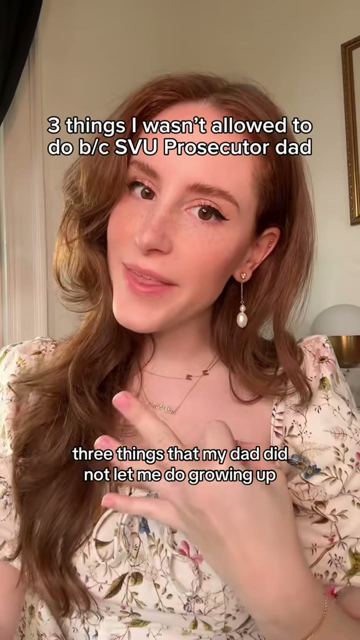 3 things I wasn't allowed to
do b/c SVU Prosecutor dad
three things that my dad did
not let me do growing up